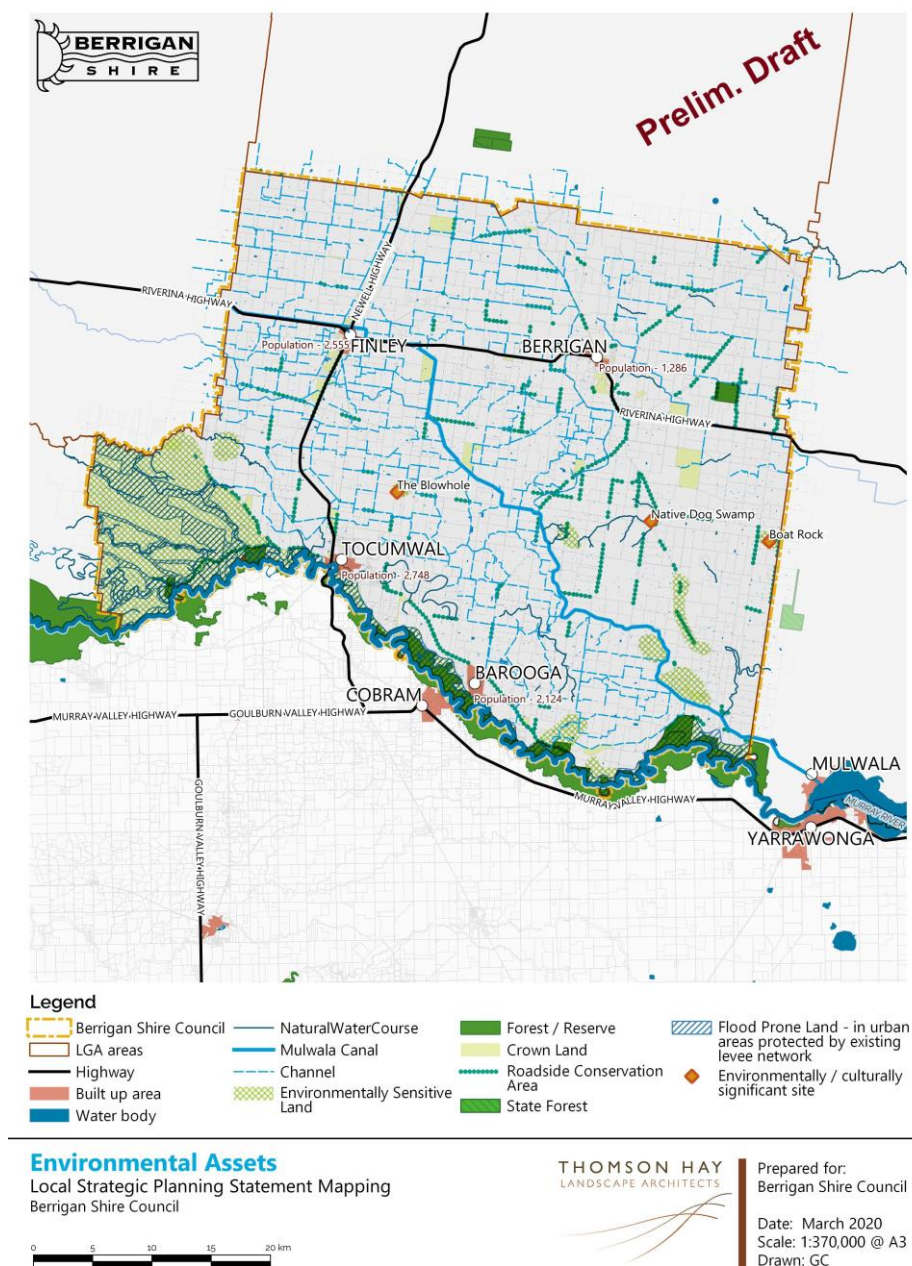 BERRIGAN
SHIRE
Prelim. Draft
NEWELL HIGHWAY
RIVERINA HIGHWAY
Population - 2,555
FINLEY
BERRIGAN
Population - 1,286
RIVERINA HIGHWAY
The Blowhole
Native Dog Swamp
Boat Rock
TOCUMWAL
Population - 2,748
BAROOGA
Population - 2,124
COBRAM
MURRAY VALLEY HIGHWAY
GOULBURN VALLEY HIGHWAY
GOULBURN VALLEY HIGHWAY
MURRAY VALLEY HIGHWAY
MULWALA
MURRAY RIVER
YARRAWONGA
Legend
Berrigan Shire Council
LGA areas
Highway
Built up area
Water body
NaturalWaterCourse
Mulwala Canal
Channel
Environmentally Sensitive
Land
Forest / Reserve
Crown Land
Roadside Conservation
Area
State Forest
Flood Prone Land - in urban
areas protected by existing
levee network
Environmentally / culturally
significant site
Environmental Assets
Local Strategic Planning Statement Mapping
Berrigan Shire Council
0 5 10 15 20 km
THOMSON HAY
LANDSCAPE ARCHITECTS
Prepared for:
Berrigan Shire Council
Date: March 2020
Scale: 1:370,000 @ A3
Drawn: GC